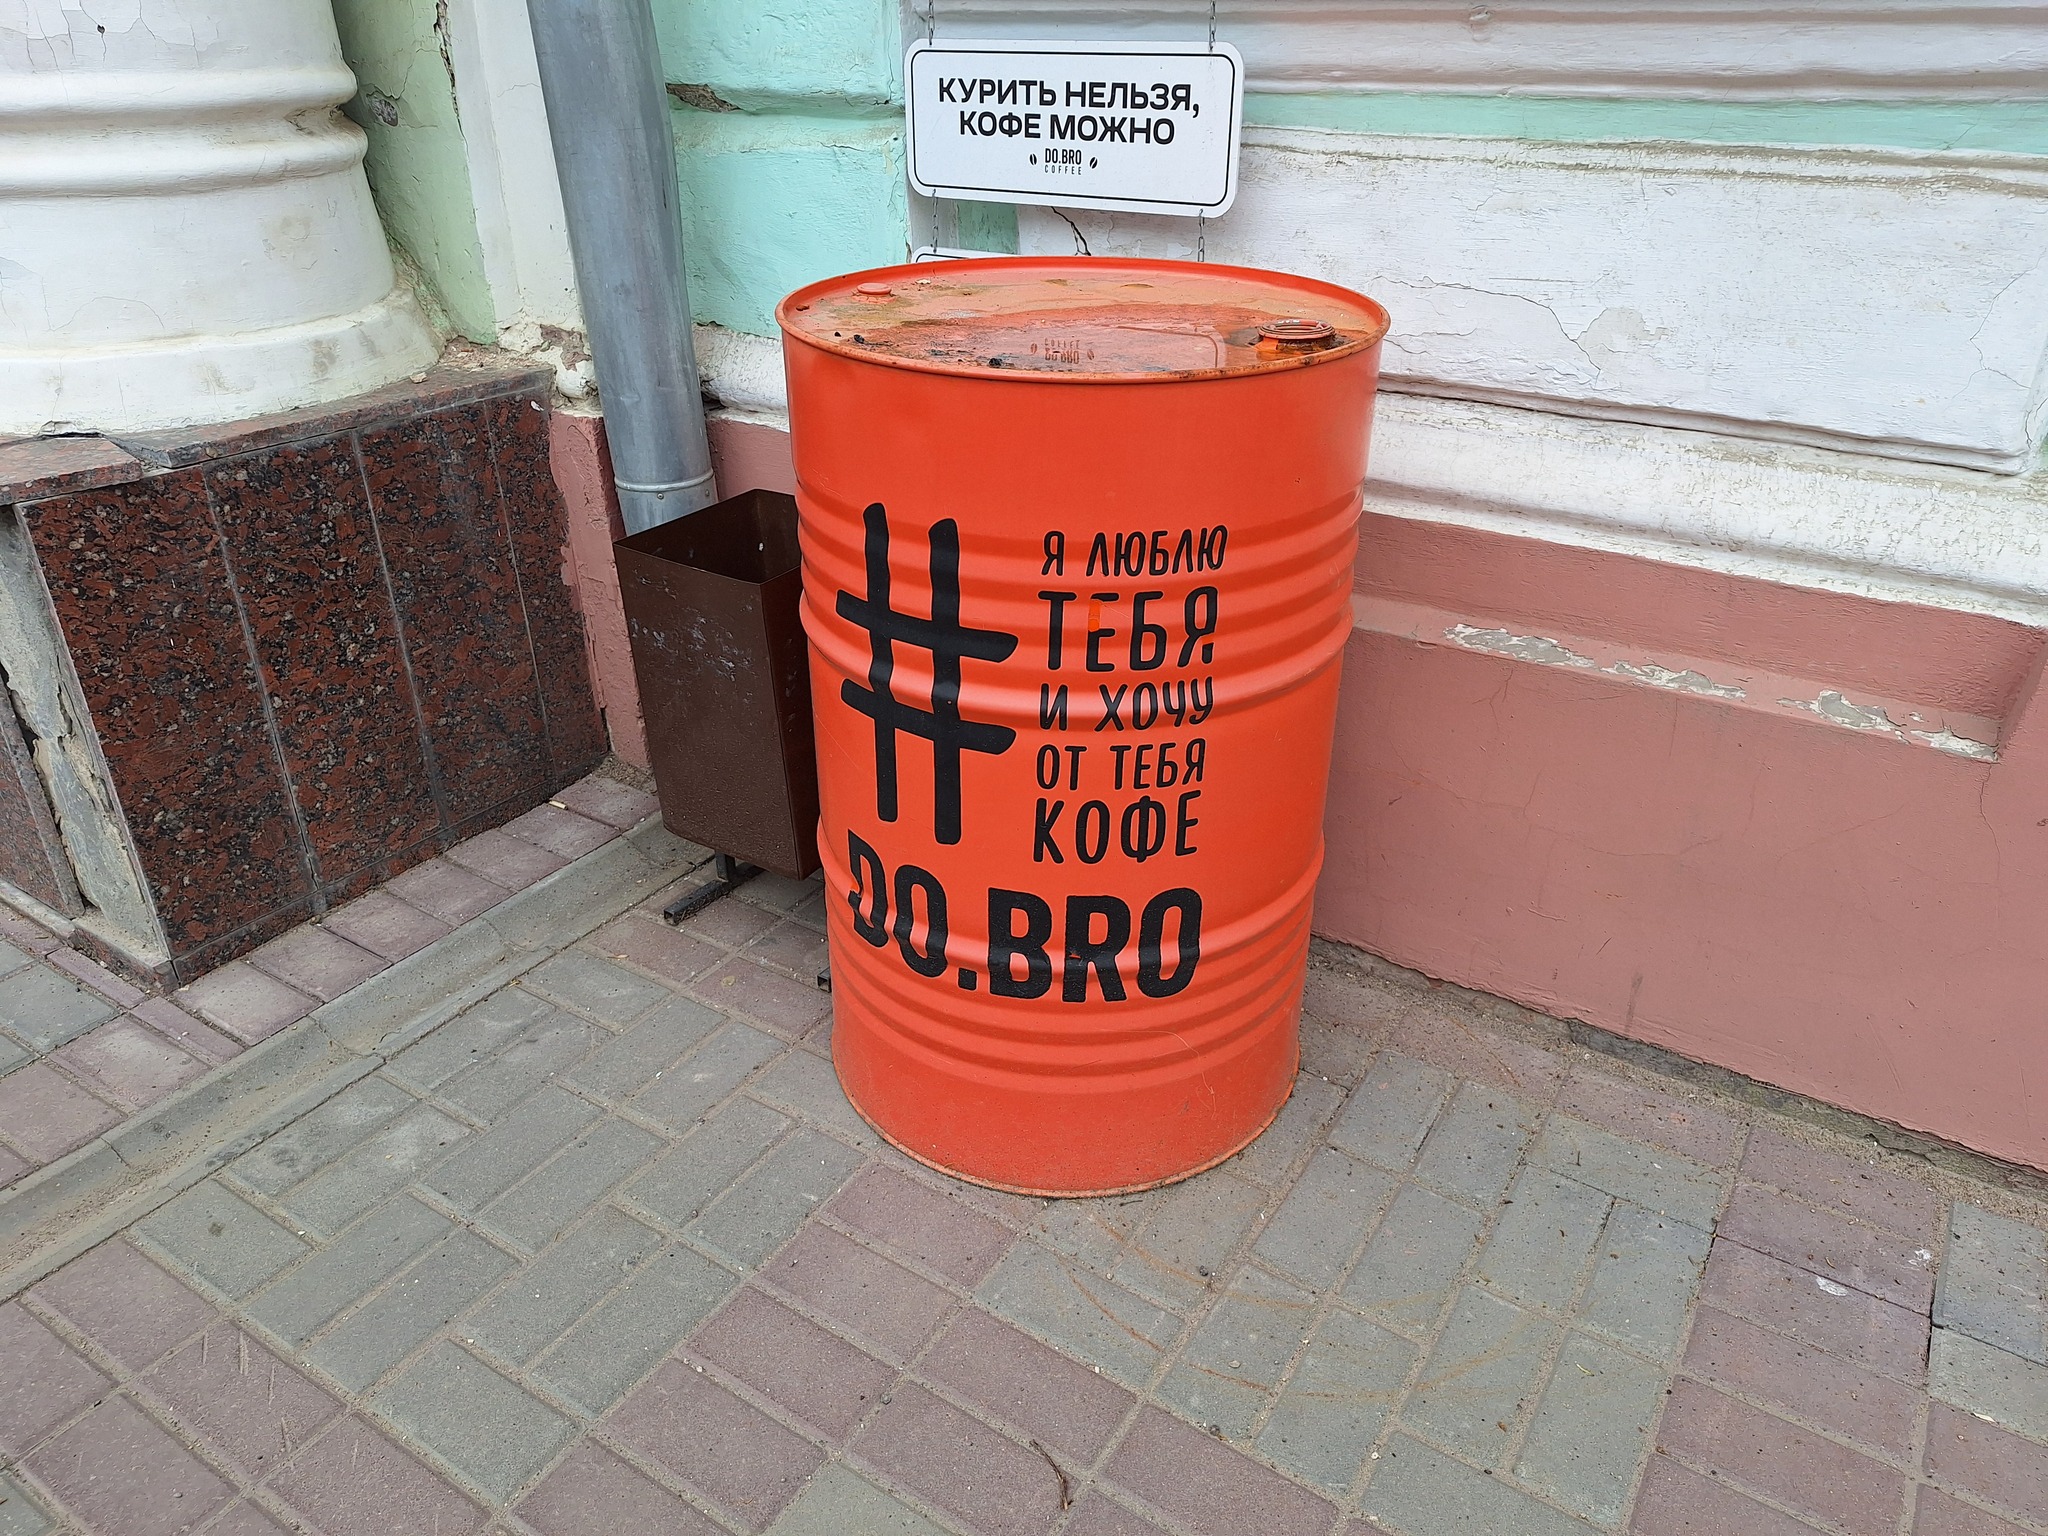 КУРИТЬ НЕЛЬЗЯ,
КОФЕ МОЖНО
DO.BRO
COFFEE
#
Я ЛЮБЛЮ
ТЕБЯ
И ХОЧУ
ОТ ТЕБЯ
КОФЕ
DO.BRO